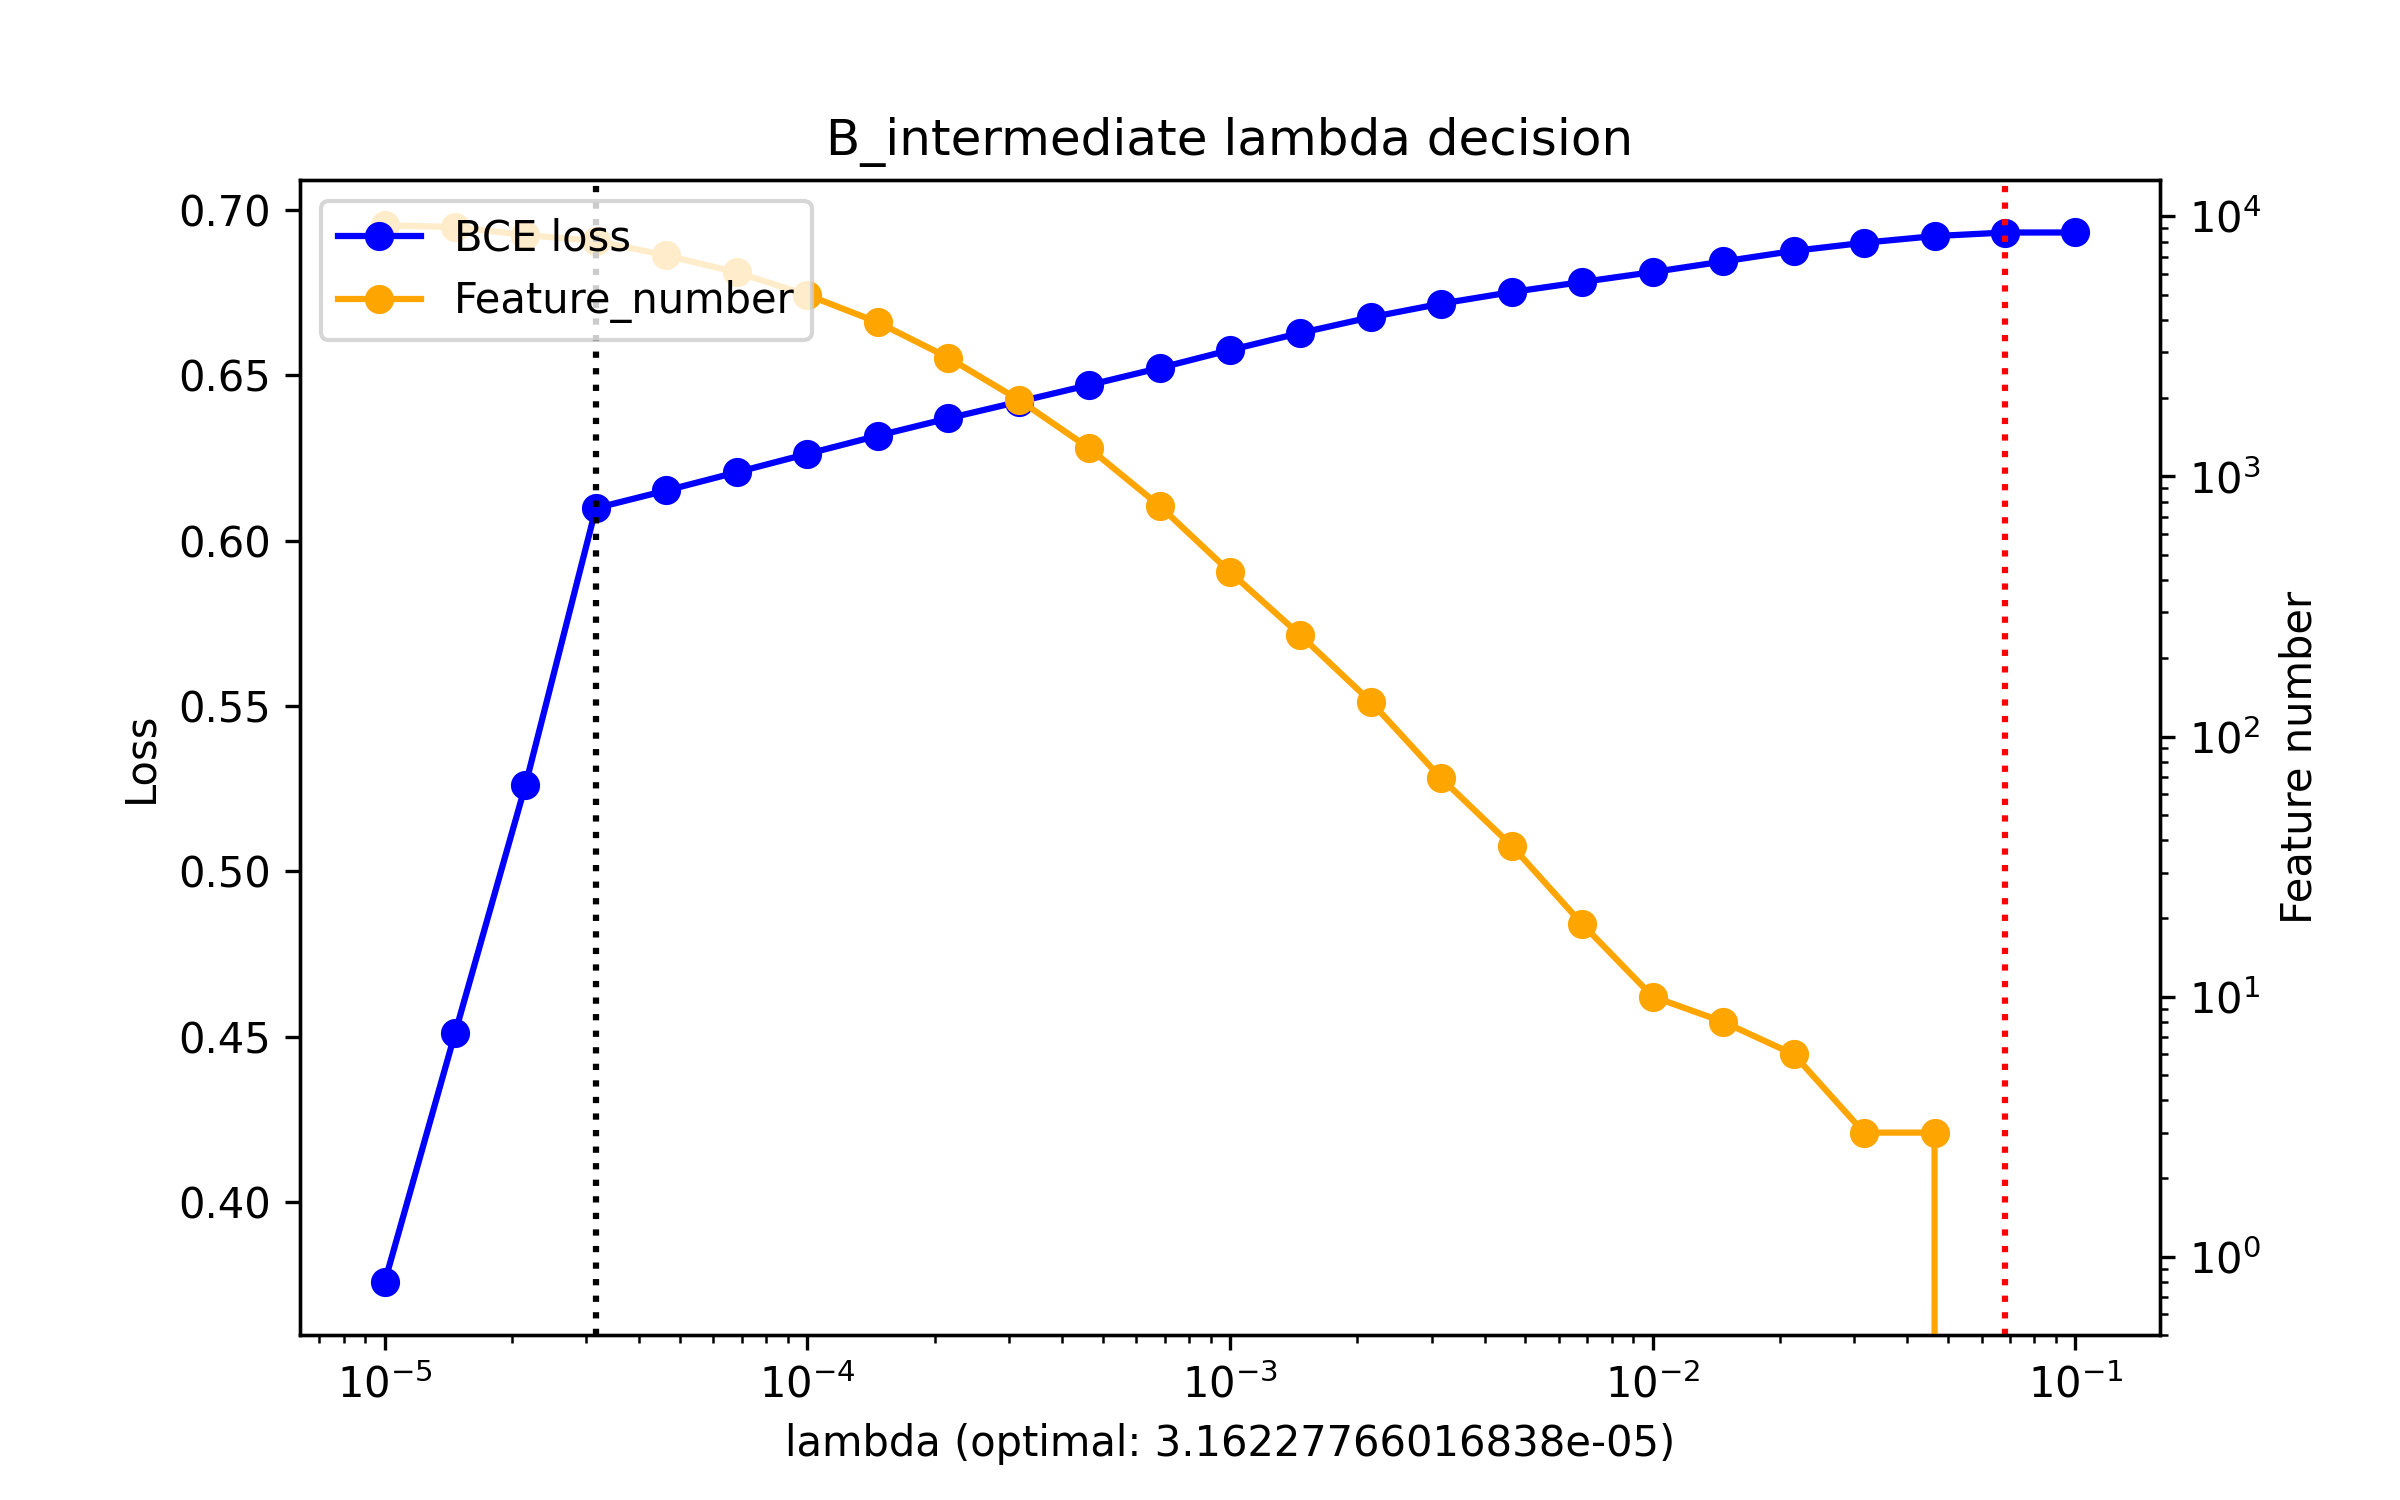 B_intermediate lambda decision
BCE loss
Feature_number
0.70
0.65
0.60
0.55
0.50
0.45
0.40
Loss
10⁴
10³
10²
10¹
10⁰
Feature number
10⁻⁵ 10⁻⁴ 10⁻³ 10⁻² 10⁻¹
lambda (optimal: 3.16227766016838e-05)